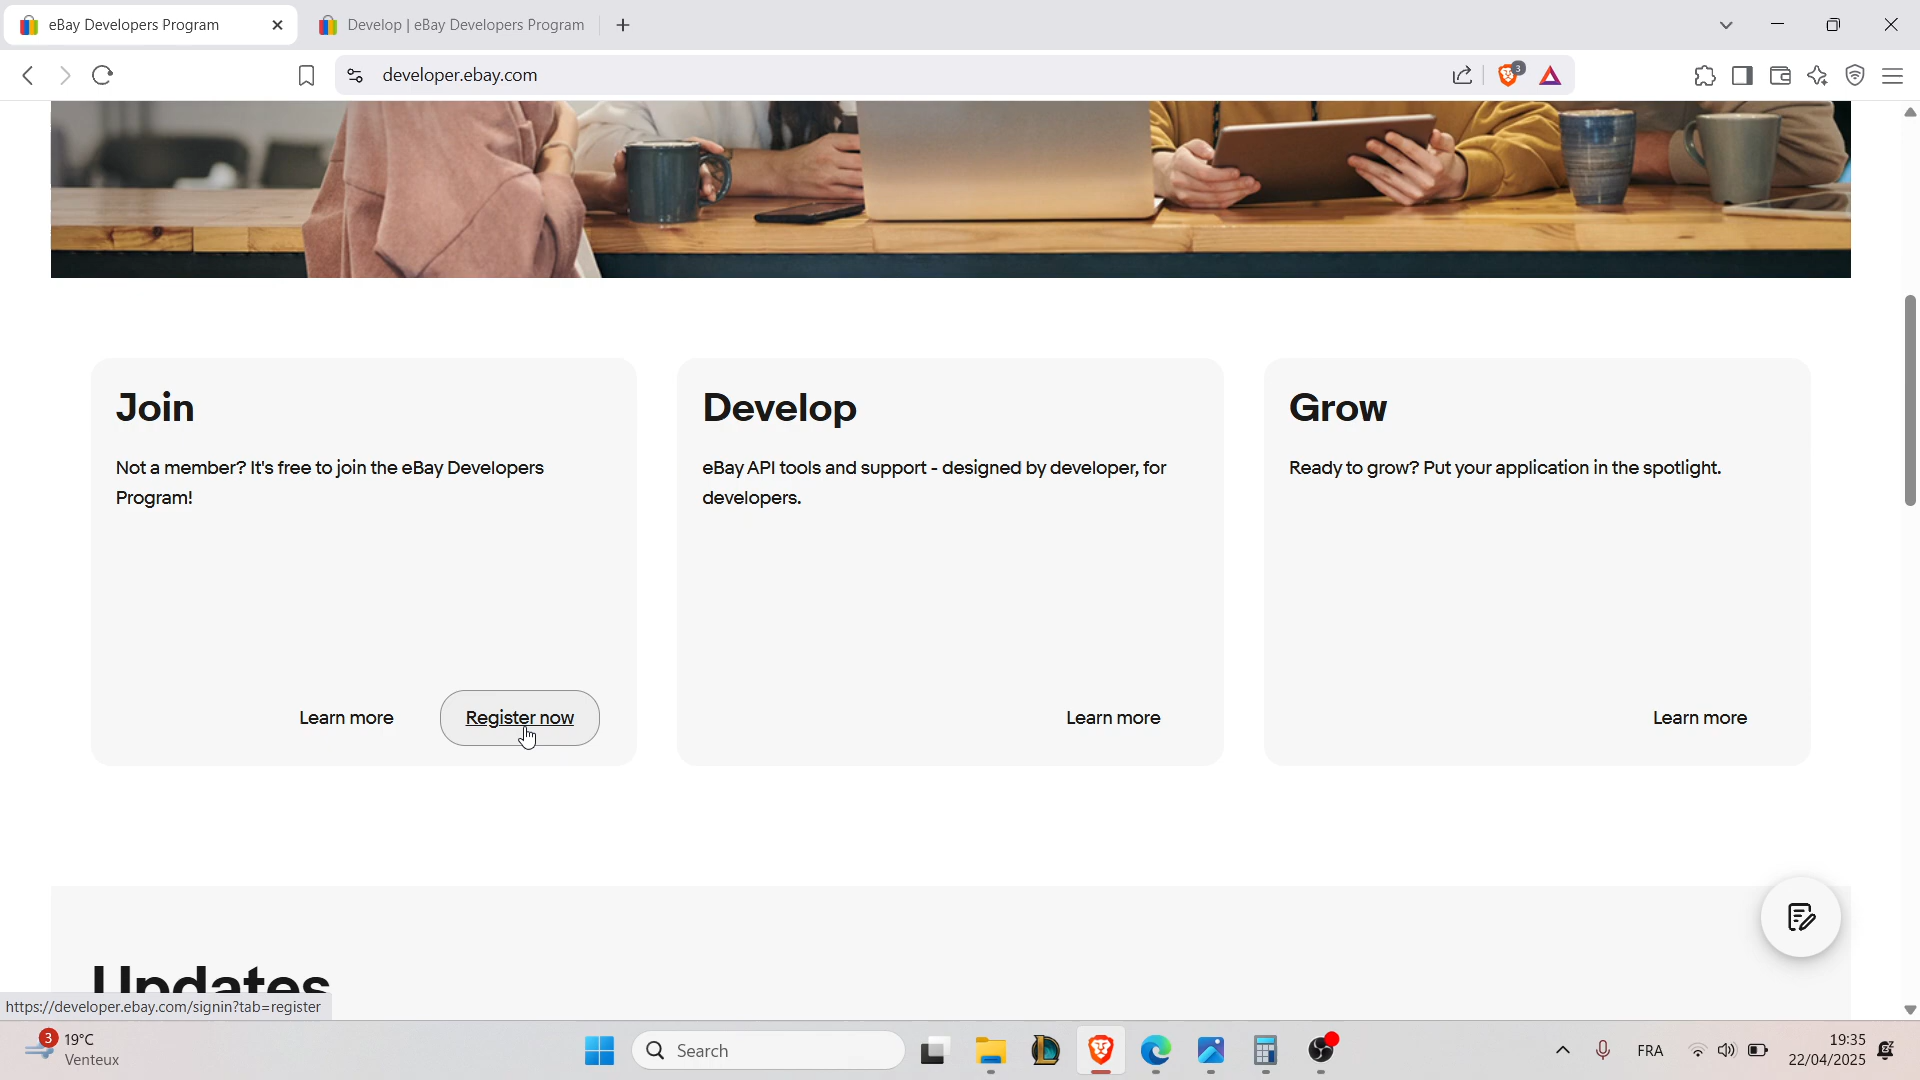 eBay Developers Program
Develop | eBay Developers Program
developer.ebay.com
3
Join
Not a member? It's free to join the eBay Developers
Program!
Learn more
Register now
Develop
eBay API tools and support - designed by developer, for
developers.
Learn more
Grow
Ready to grow? Put your application in the spotlight.
Learn more
Updates
https://developer.ebay.com/signin?tab=register
3
19°C
Venteux
Search
FRA
19:35
22/04/2025